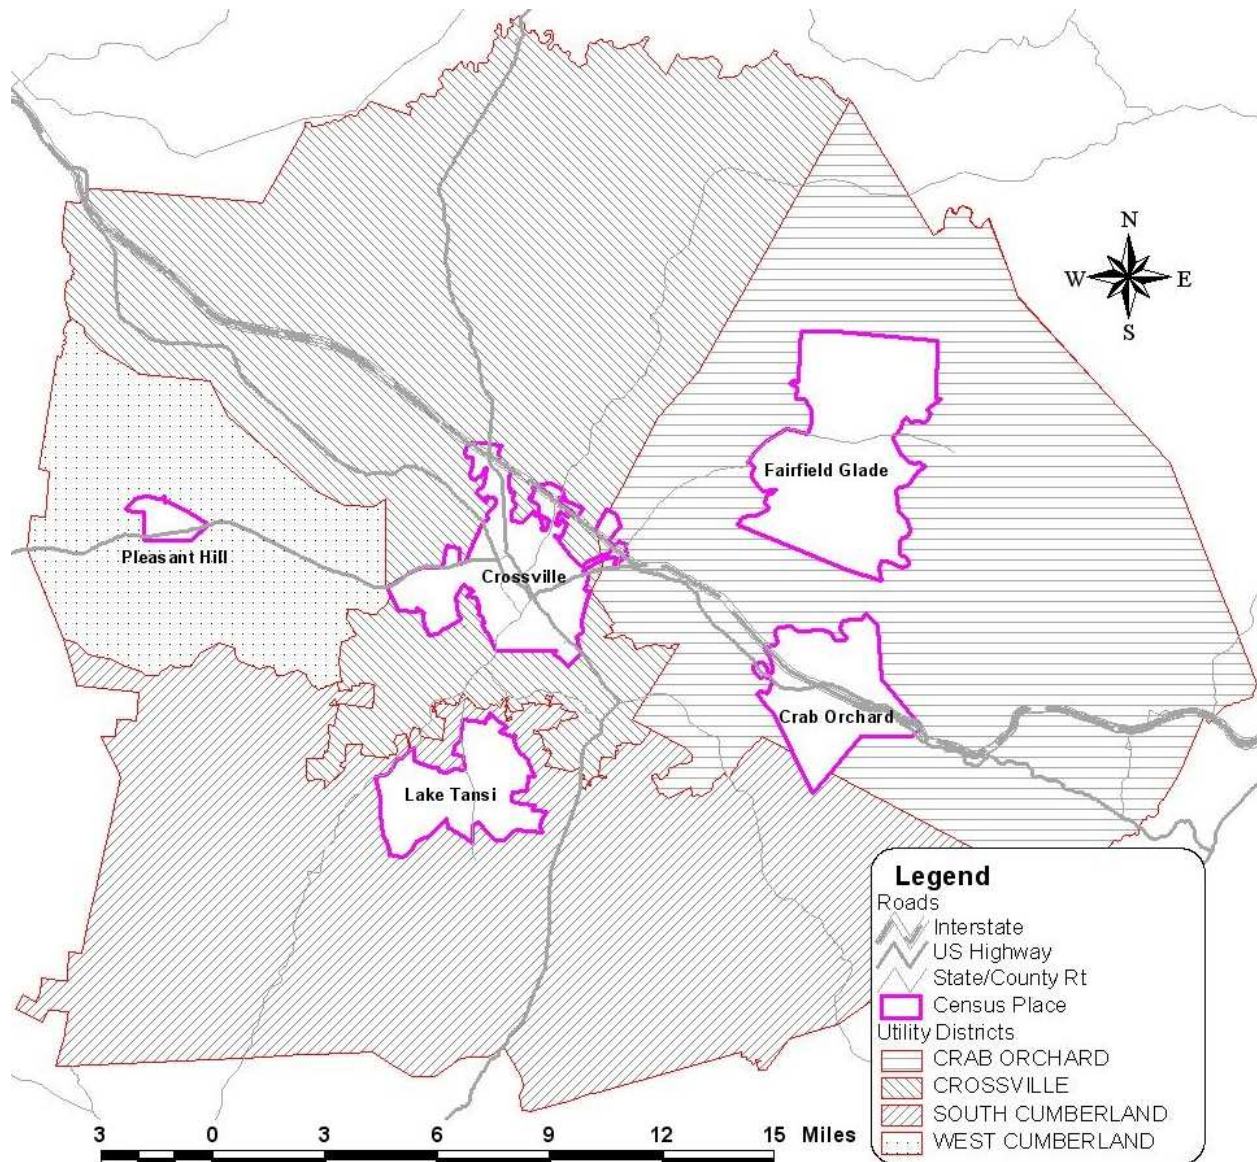 N
W E
S
Fairfield Glade
Pleasant Hill
Crossville
Crab Orchard
Lake Tansi
Legend
Roads
Interstate
US Highway
State/County Rt
Census Place
Utility Districts
CRAB ORCHARD
CROSSVILLE
SOUTH CUMBERLAND
WEST CUMBERLAND
3 0 3 6 9 12 15 Miles